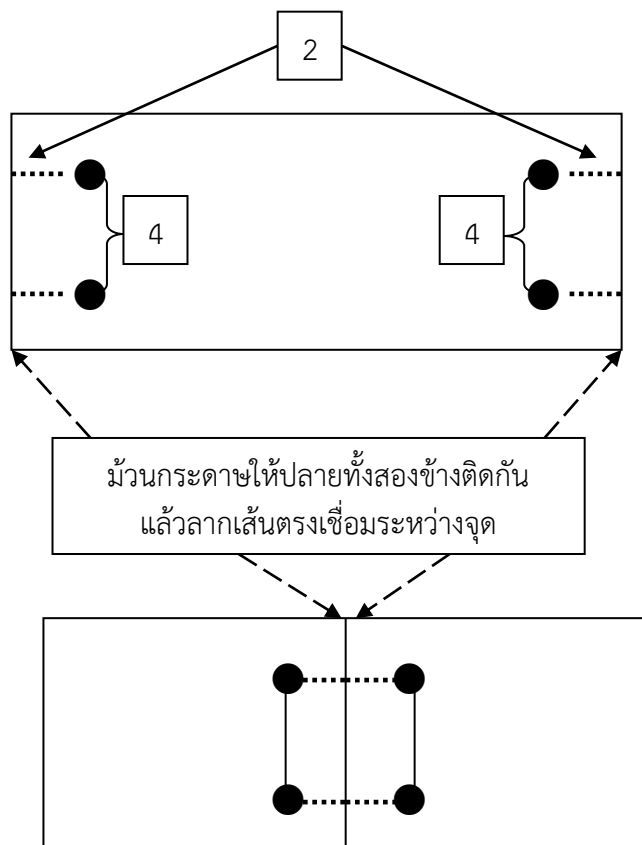 2
4 4
ม้วนกระดาษให้ปลายทั้งสองข้างติดกัน
แล้วลากเส้นตรงเชื่อมระหว่างจุด